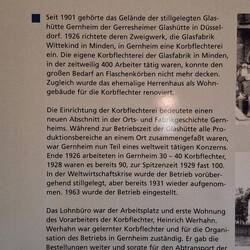 Seit 1901 gehörte das Gelände der stillgelegten Glas-
hütte Gernheim der Gerresheimer Glashütte in Düssel-
dorf. 1926 richtete deren Zweigwerk, die Glasfabrik
Wittekind in Minden, in Gernheim eine Korbflechterei
ein. Die eigene Korbflechterei der Glasfabrik in Minden,
in der zeitweilig 400 Arbeiter tätig waren, konnte den
großen Bedarf an Flaschenkörben nicht mehr decken.
Zugleich wurde das ehemalige Herrenhaus als Wohn-
gebäude für die Korbflechter renoviert.
Die Einrichtung der Korbflechterei bedeutete einen
neuen Abschnitt in der Orts- und Fabrikgeschichte Gern-
heims. Während zur Betriebszeit der Glashütte alle Pro-
duktionsbereiche an einem Ort zusammengefaßt waren,
war Gernheim nun Teil eines weltweit tätigen Konzerns.
Ende 1926 arbeiteten in Gernheim 30 – 40 Korbflechter,
1928 waren es bereits 90, zur Spitzenzeit 1929 fast 100.
In der Weltwirtschaftskrise wurde der Betrieb vorüber-
gehend stillgelegt, aber bereits 1931 wieder aufgenom-
men. 1963 wurde der Betrieb eingestellt.
Das Lohnbüro war der Arbeitsplatz und erste Wohnung
des Vorarbeiters der Korbflechter, Heinrich Werhahn.
Werhahn war gelernter Korbflechter und für die Organi-
sation des Betriebs in Gernheim zuständig. Er gab die
Bestellungen weiter und sorgte für den Abtransport der